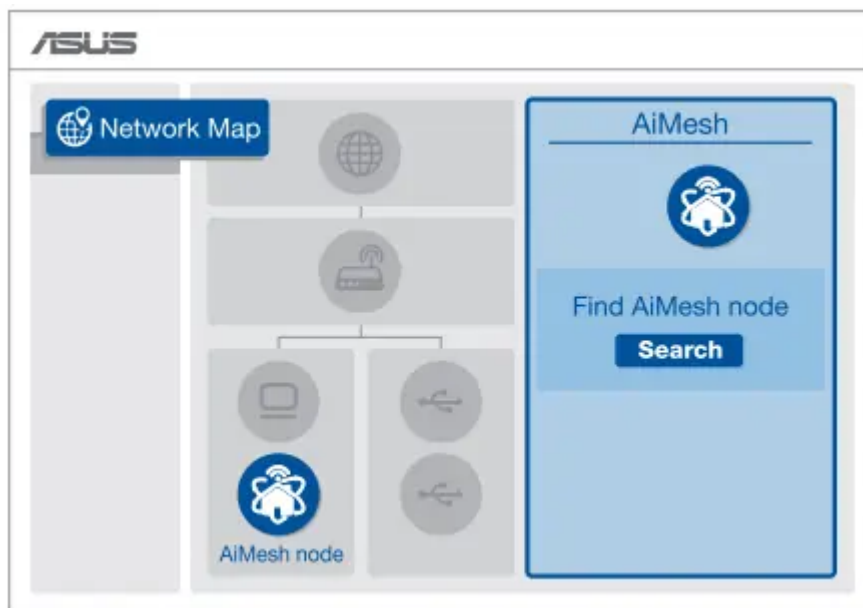 ASUS
Network Map
AiMesh
Find AiMesh node
Search
AiMesh node